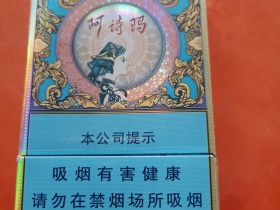 阿诗玛
本公司提示
吸烟有害健康
请勿在禁烟场所吸烟